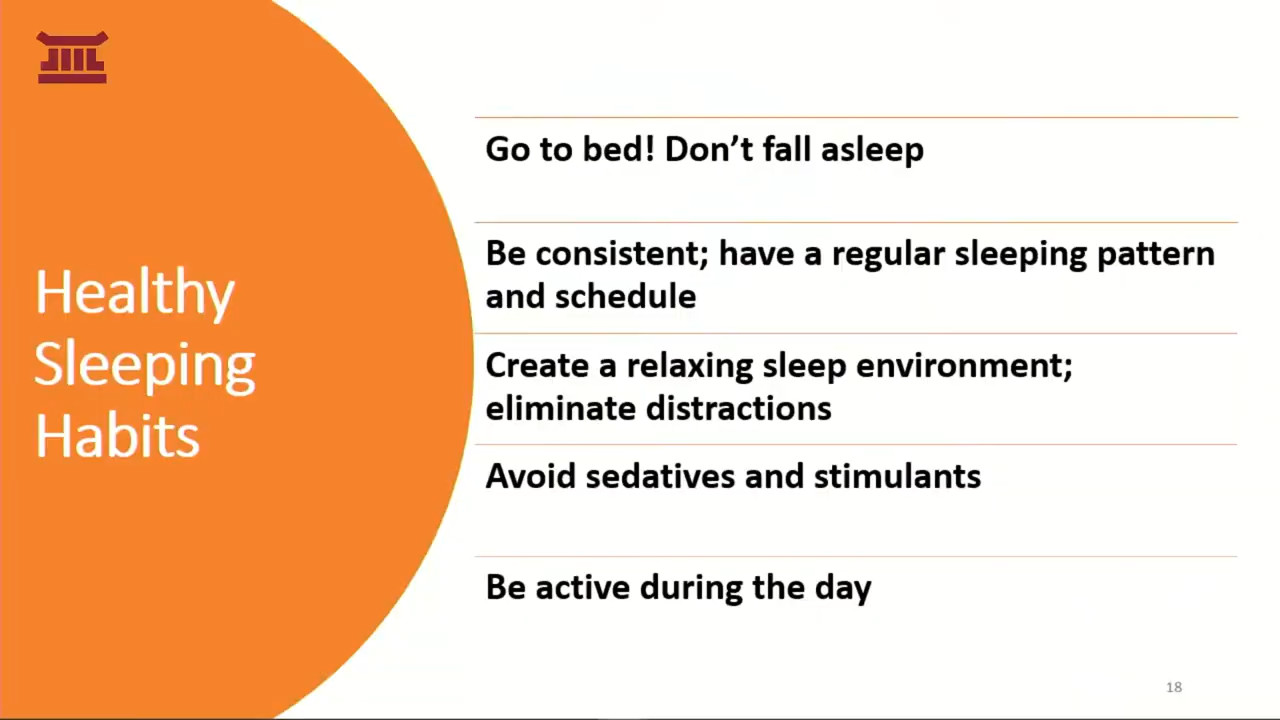 Healthy
Sleeping
Habits
Go to bed! Don’t fall asleep
Be consistent; have a regular sleeping pattern
and schedule
Create a relaxing sleep environment;
eliminate distractions
Avoid sedatives and stimulants
Be active during the day
18